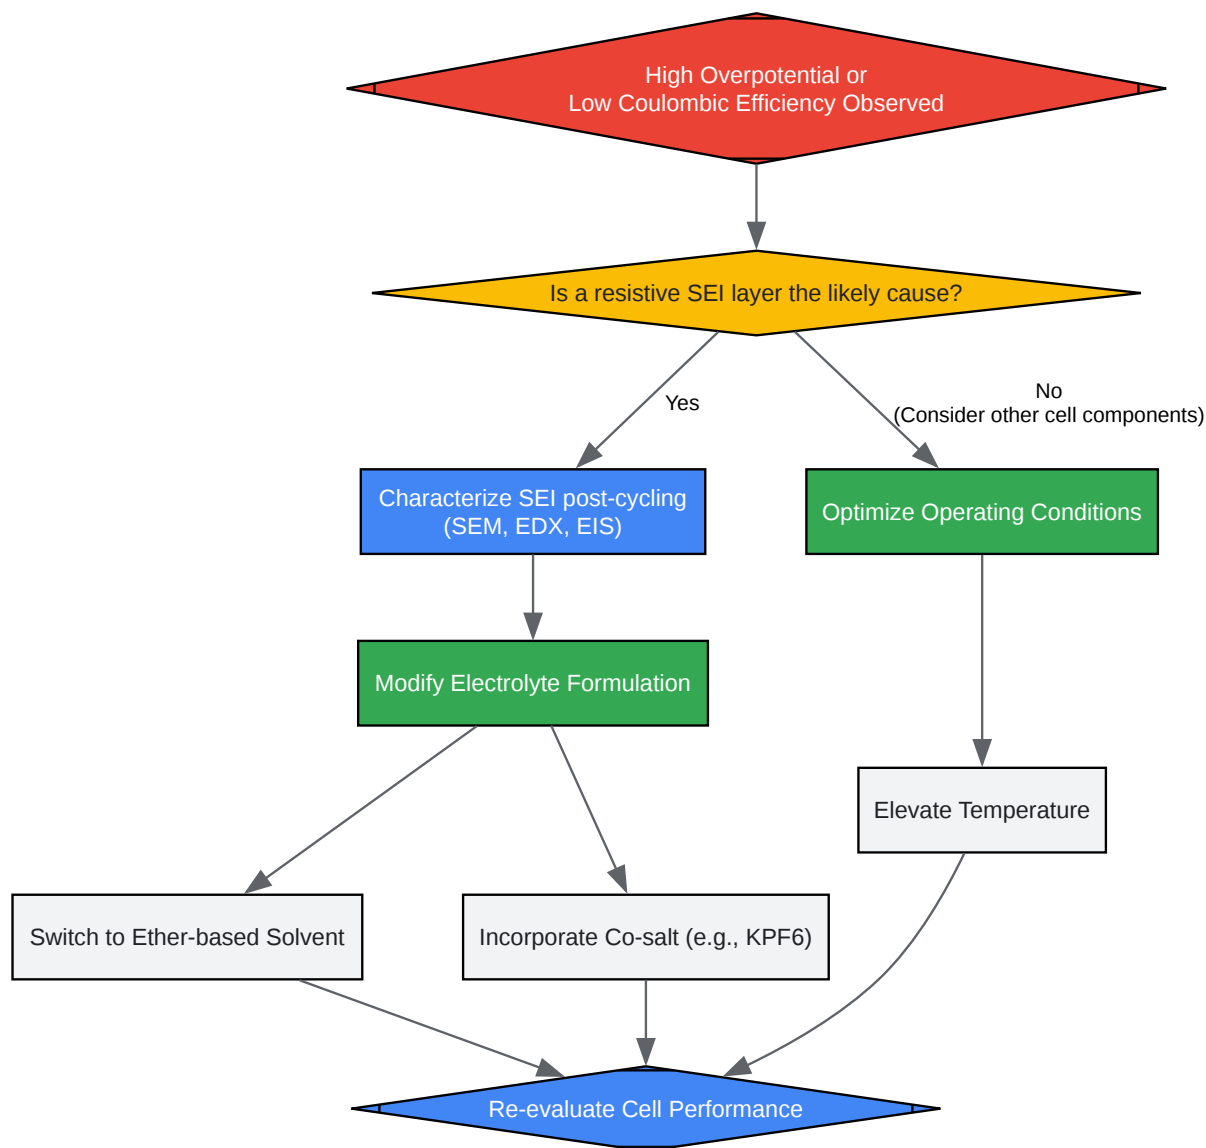 High Overpotential or
Low Coulombic Efficiency Observed
Is a resistive SEI layer the likely cause?
Yes
No
(Consider other cell components)
Characterize SEI post-cycling
(SEM, EDX, EIS)
Optimize Operating Conditions
Modify Electrolyte Formulation
Elevate Temperature
Switch to Ether-based Solvent
Incorporate Co-salt (e.g., KPF6)
Re-evaluate Cell Performance